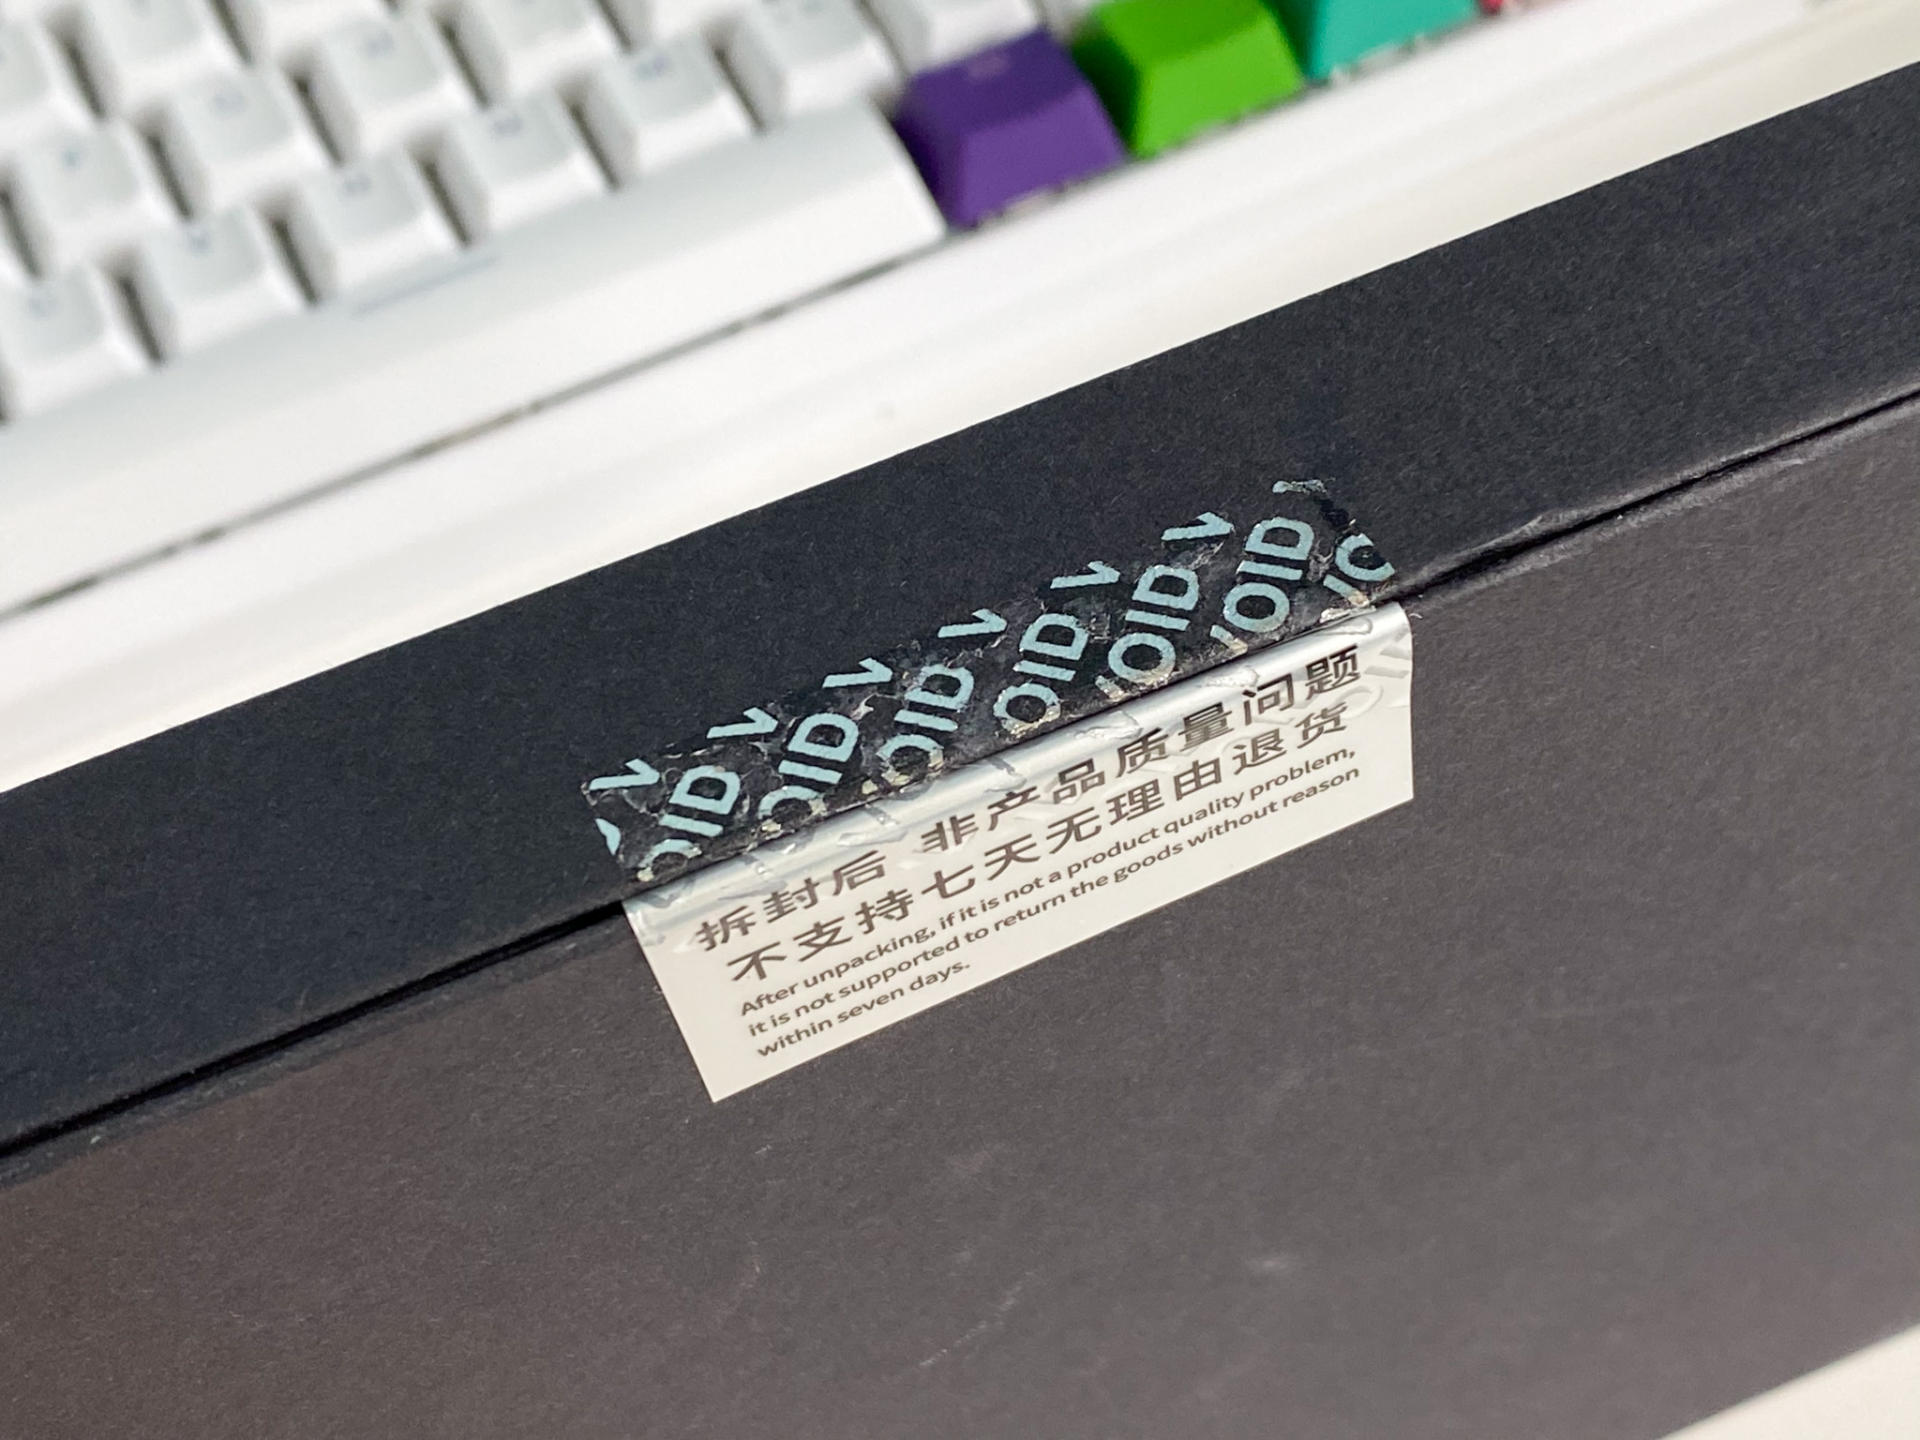 VOID
拆封后 非产品质量问题
不支持七天无理由退货
After unpacking, if it is not a product quality problem,
it is not supported to return the goods without reason
within seven days.